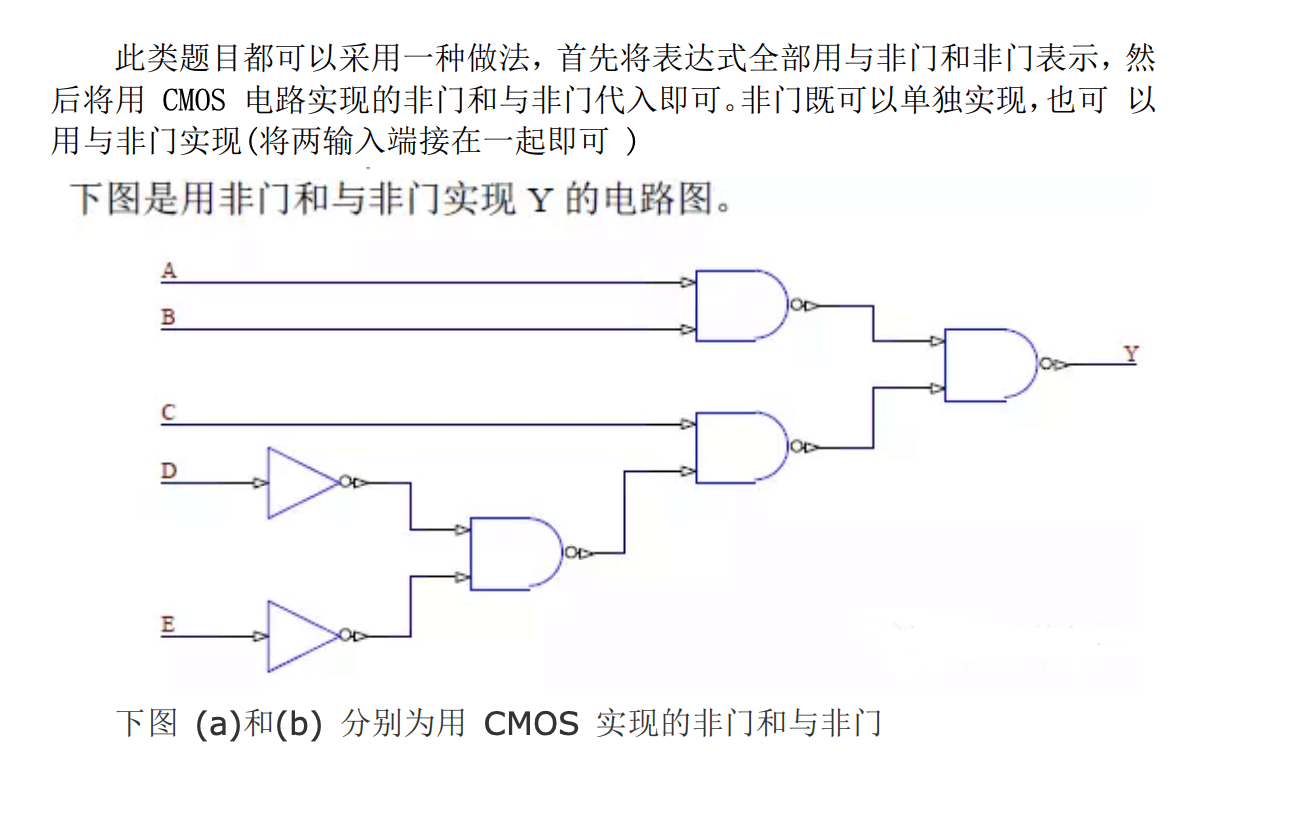 此类题目都可以采用一种做法，首先将表达式全部用与非门和非门表示，然
后将用 CMOS 电路实现的非门和与非门代入即可。非门既可以单独实现，也可 以
用与非门实现(将两输入端接在一起即可 )
下图是用非门和与非门实现 Y 的电路图。
A
B
Y
C
D
E
下图 (a)和(b) 分别为用 CMOS 实现的非门和与非门